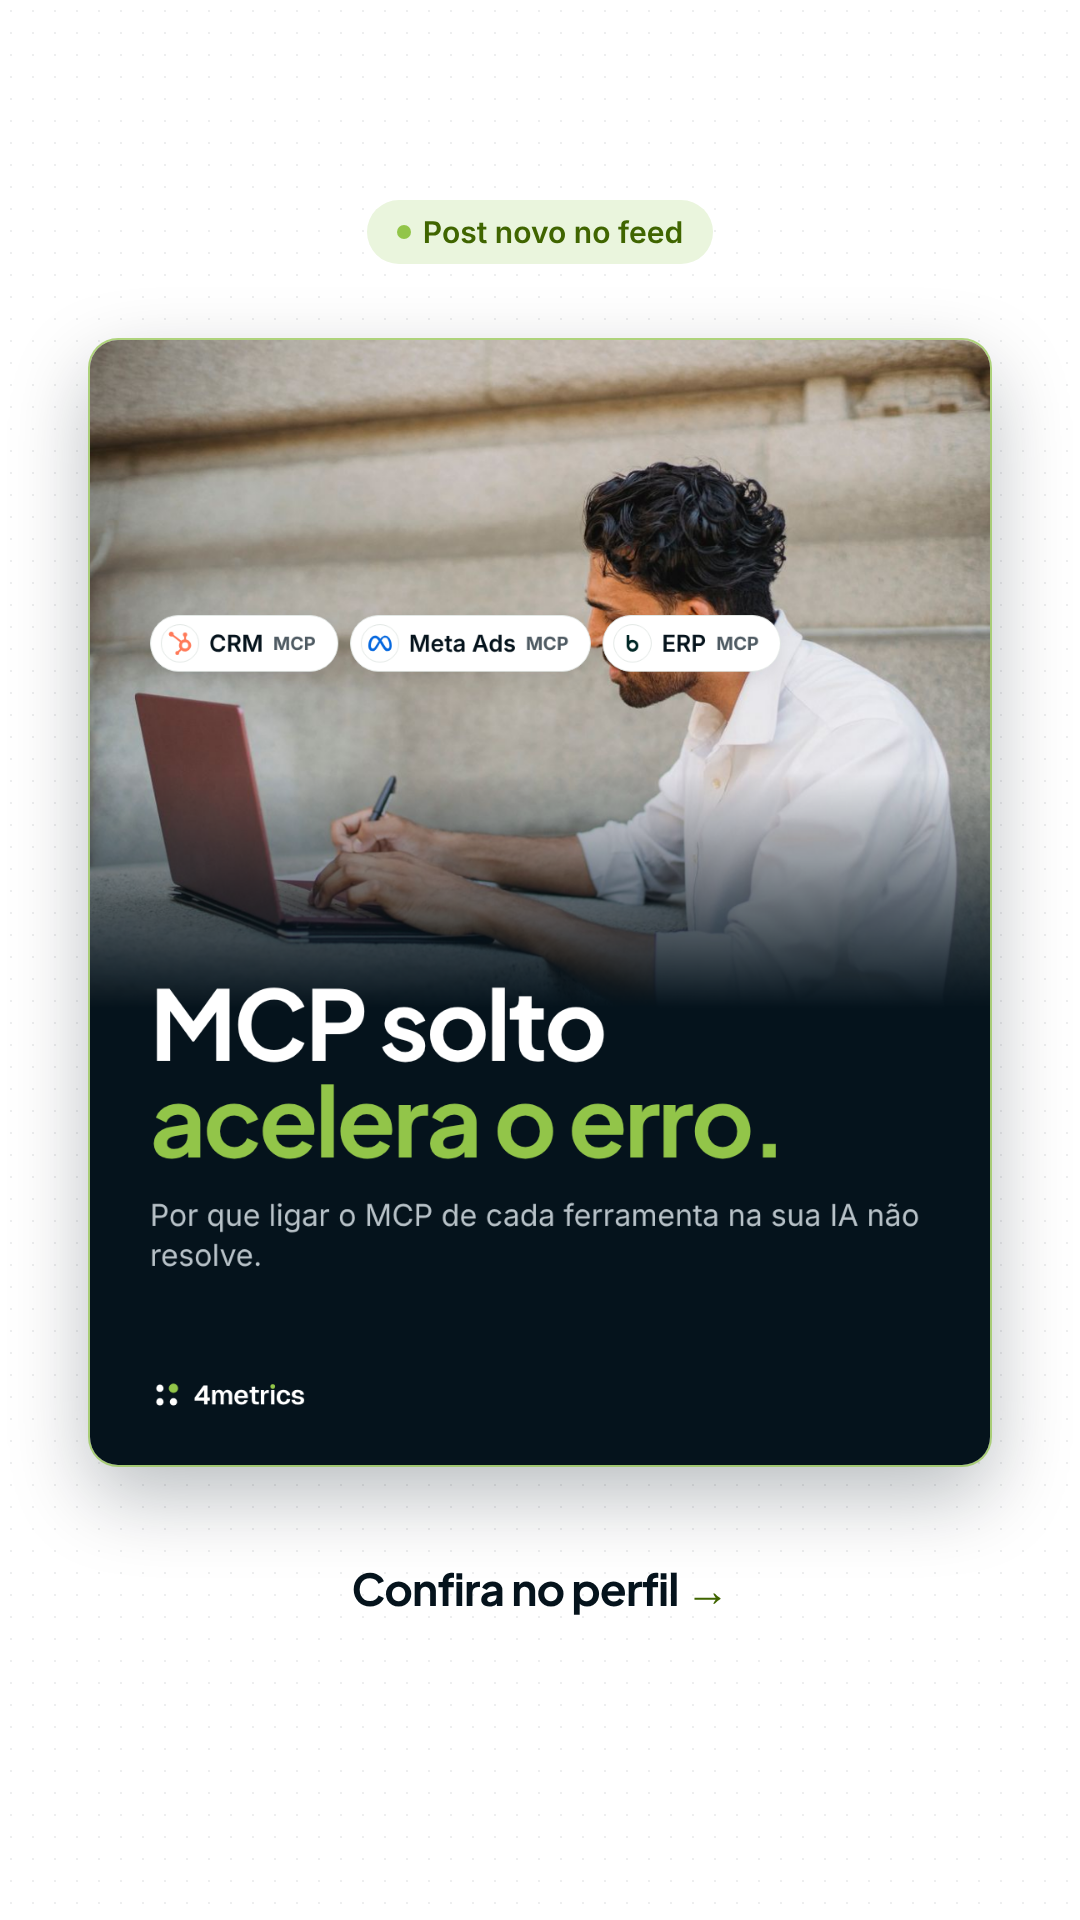 Post novo no feed
CRM MCP
Meta Ads MCP
b ERP MCP
MCP solto
acelera o erro.
Por que ligar o MCP de cada ferramenta na sua IA não
resolve.
4metrics
Confira no perfil →